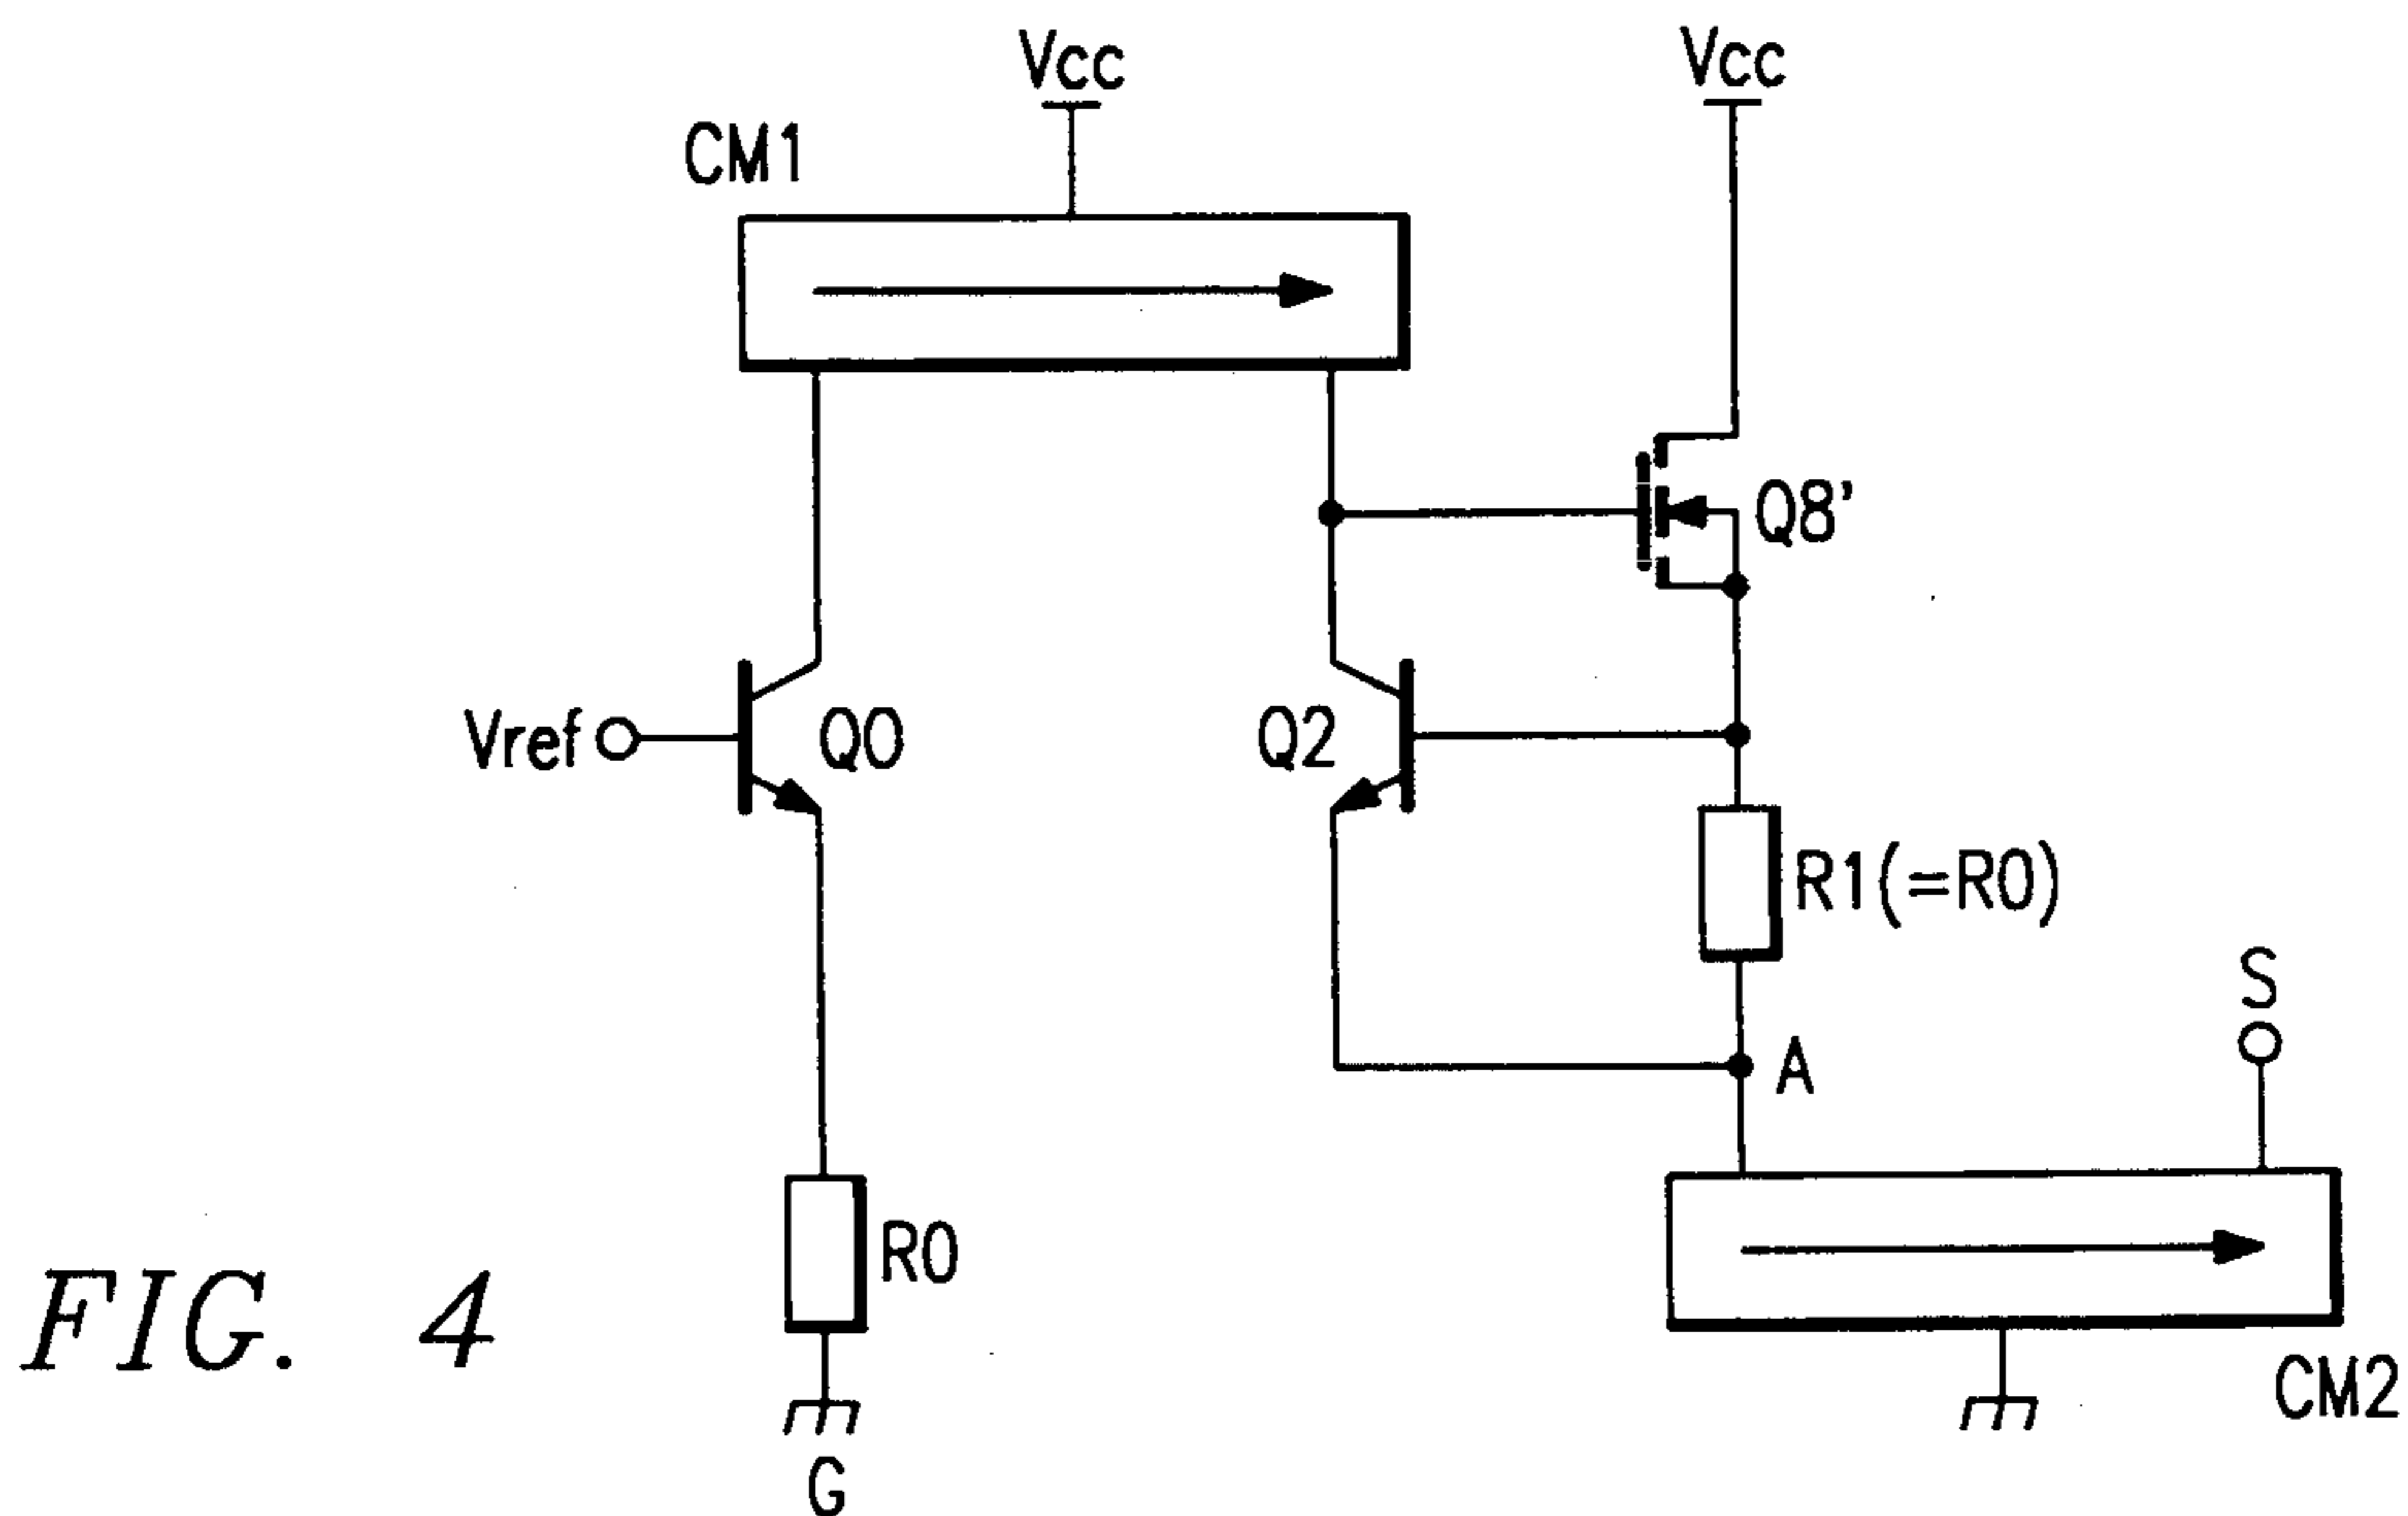 Vcc
Vcc
CM1
Q8'
Vref
Q0
Q2
R1(=R0)
S
A
R0
FIG. 4
CM2
G